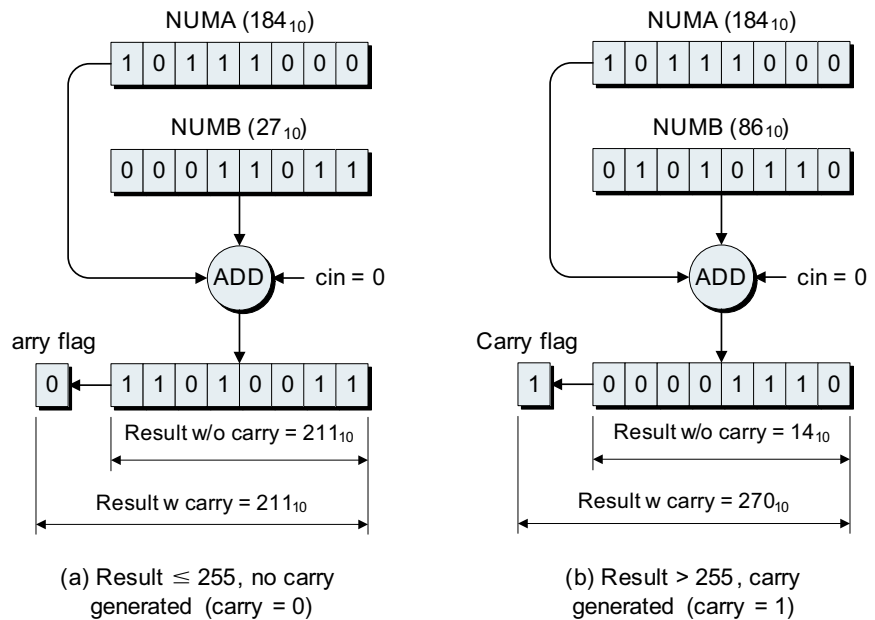 NUMA (184₁₀)
1 0 1 1 1 0 0 0
NUMB (27₁₀)
0 0 0 1 1 0 1 1
ADD
cin = 0
arry flag
0
1 1 0 1 0 0 1 1
Result w/o carry = 211₁₀
Result w carry = 211₁₀
(a) Result ≤ 255, no carry
generated (carry = 0)
NUMA (184₁₀)
1 0 1 1 1 0 0 0
NUMB (86₁₀)
0 1 0 1 0 1 1 0
ADD
cin = 0
Carry flag
1
0 0 0 0 1 1 1 0
Result w/o carry = 14₁₀
Result w carry = 270₁₀
(b) Result > 255, carry
generated (carry = 1)